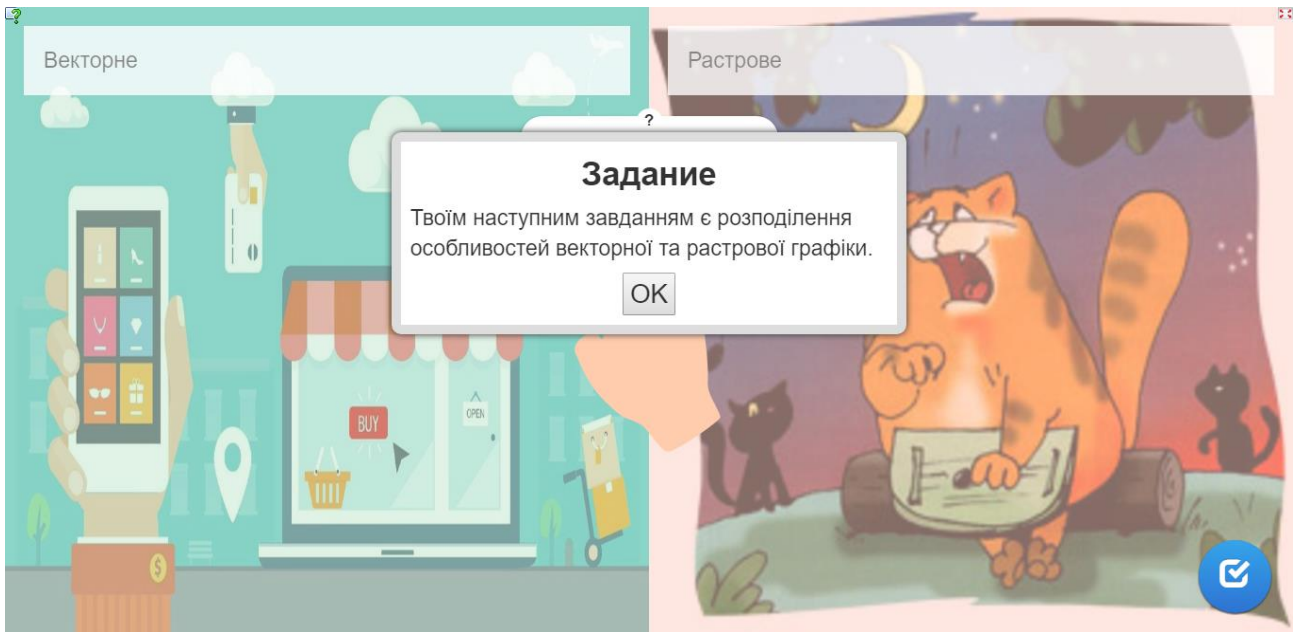 Векторне
Растрове
?
Задание
Твоїм наступним завданням є розподілення
особливостей векторної та растрової графіки.
OK
BUY
OPEN
$